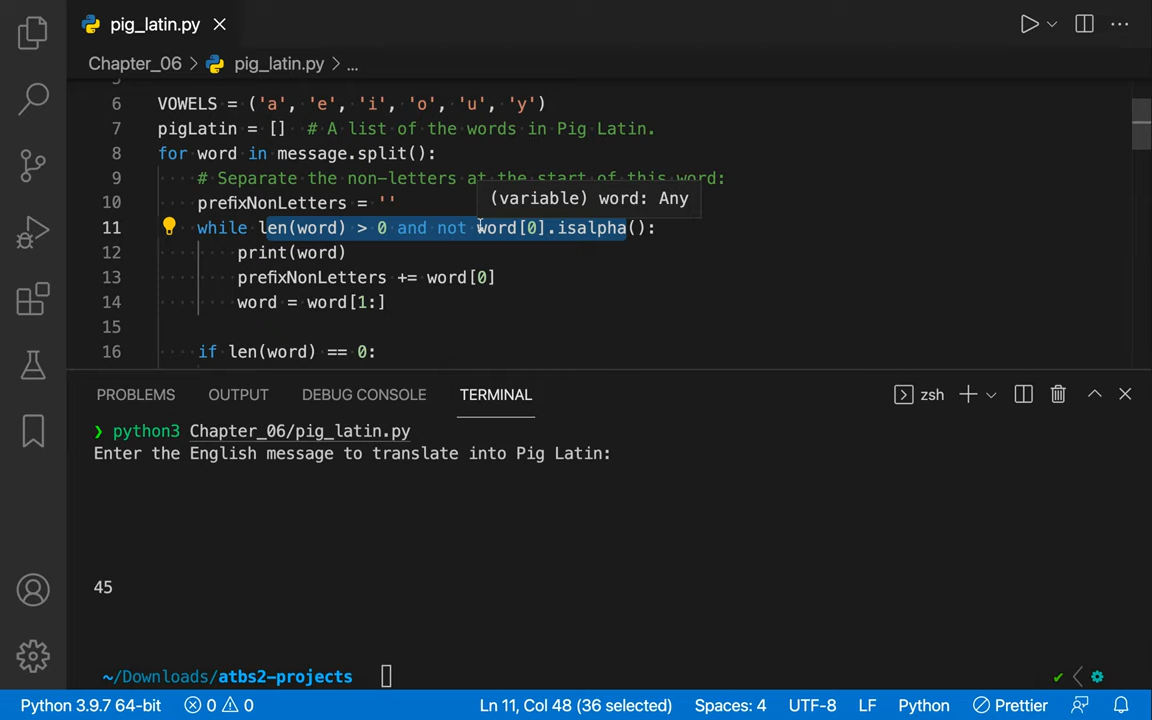 pig_latin.py
Chapter_06 > pig_latin.py > ...
6 VOWELS = ('a', 'e', 'i', 'o', 'u', 'y')
7 pigLatin = [] # A list of the words in Pig Latin.
8 for word in message.split():
9 # Separate the non-letters at the start of this word:
(variable) word: Any
10 prefixNonLetters = ''
11 while len(word) > 0 and not word[0].isalpha():
12 print(word)
13 prefixNonLetters += word[0]
14 word = word[1:]
15
16 if len(word) == 0:
PROBLEMS OUTPUT DEBUG CONSOLE TERMINAL zsh
❯ python3 Chapter_06/pig_latin.py
Enter the English message to translate into Pig Latin:
45
~/Downloads/atbs2-projects
Python 3.9.7 64-bit 0 0 Ln 11, Col 48 (36 selected) Spaces: 4 UTF-8 LF Python Prettier